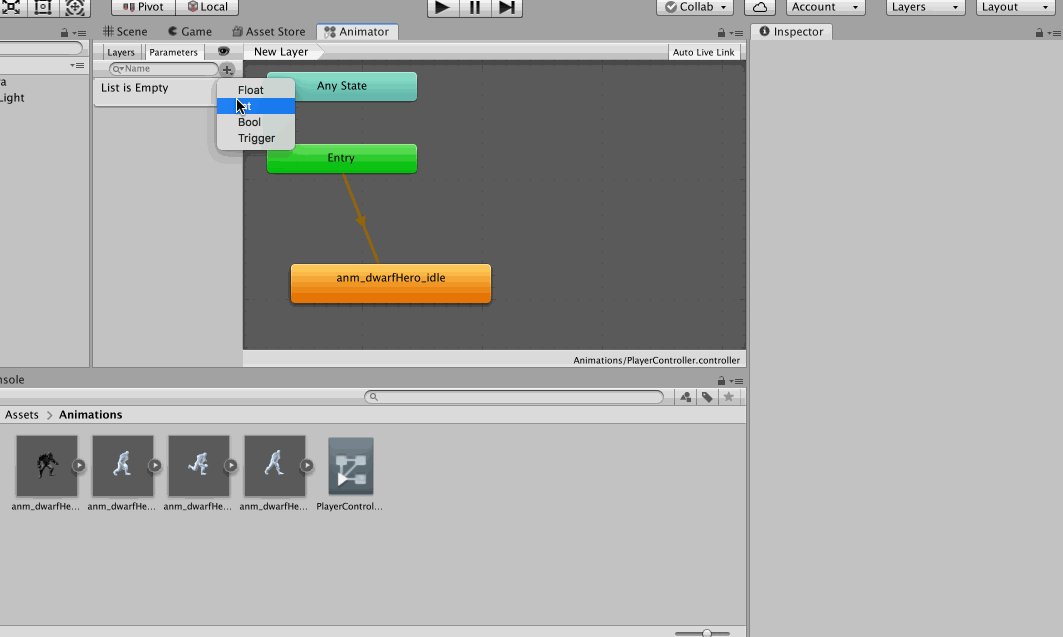 Pivot Local Collab Account Layers Layout
Scene Game Asset Store Animator Inspector
Layers Parameters New Layer Auto Live Link
Name
List is Empty
Float
Bool
Trigger
Any State
Entry
anm_dwarfHero_idle
Light
Animations/PlayerController.controller
Assets > Animations
anm_dwarfHe... anm_dwarfHe... anm_dwarfHe... anm_dwarfHe... PlayerControl...